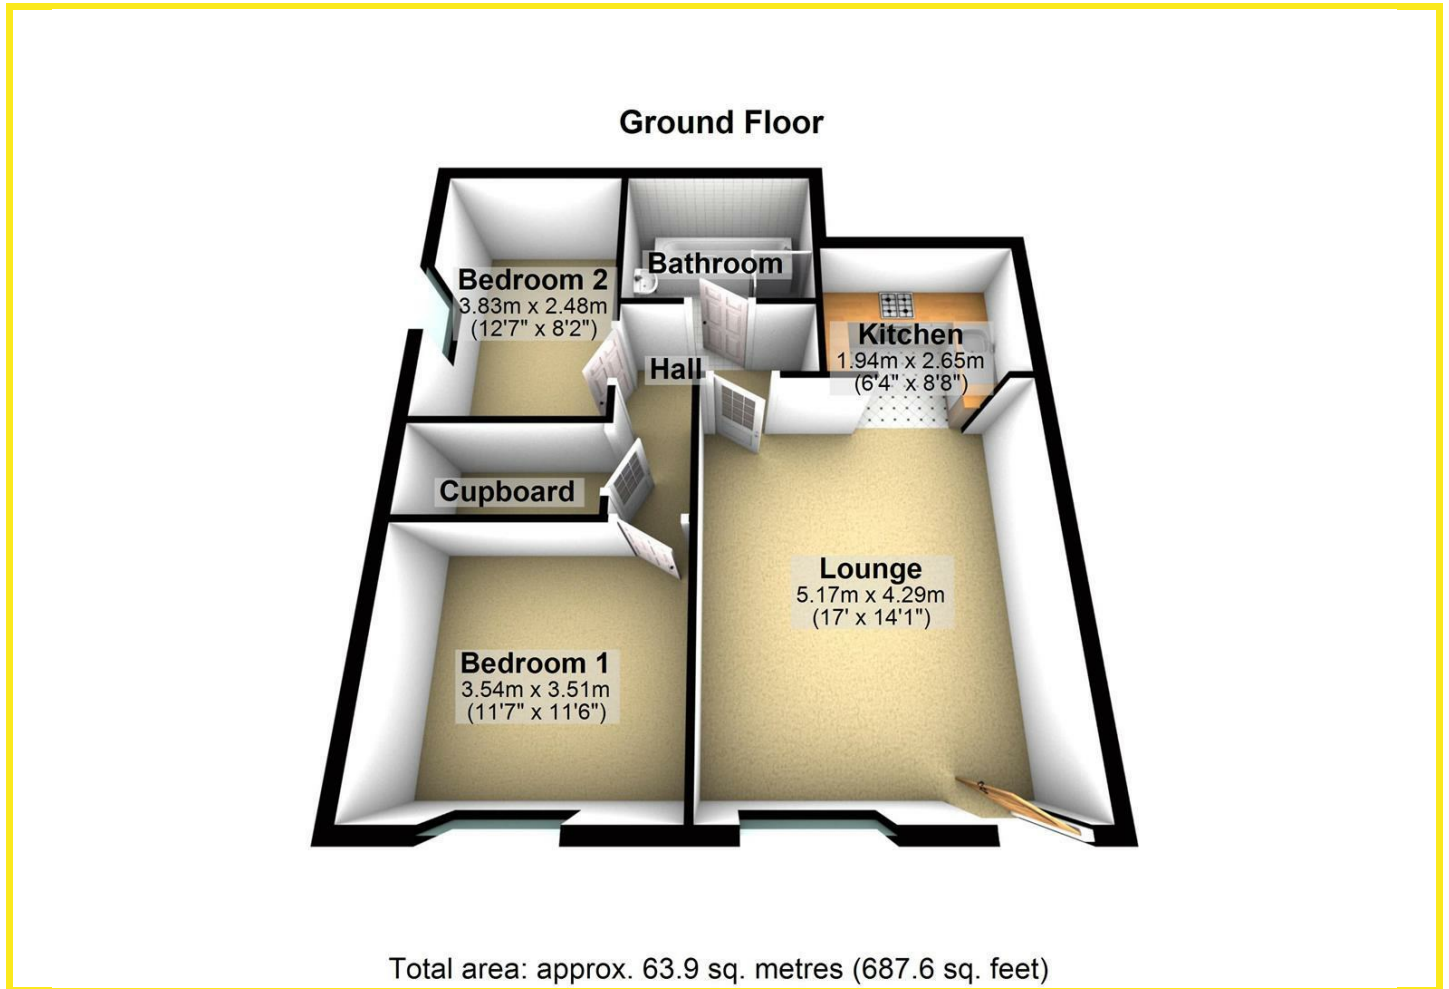 Ground Floor
Bedroom 2
3.83m x 2.48m
(12'7" x 8'2")
Bathroom
Kitchen
1.94m x 2.65m
(6'4" x 8'8")
Hall
Cupboard
Lounge
5.17m x 4.29m
(17' x 14'1")
Bedroom 1
3.54m x 3.51m
(11'7" x 11'6")
Total area: approx. 63.9 sq. metres (687.6 sq. feet)